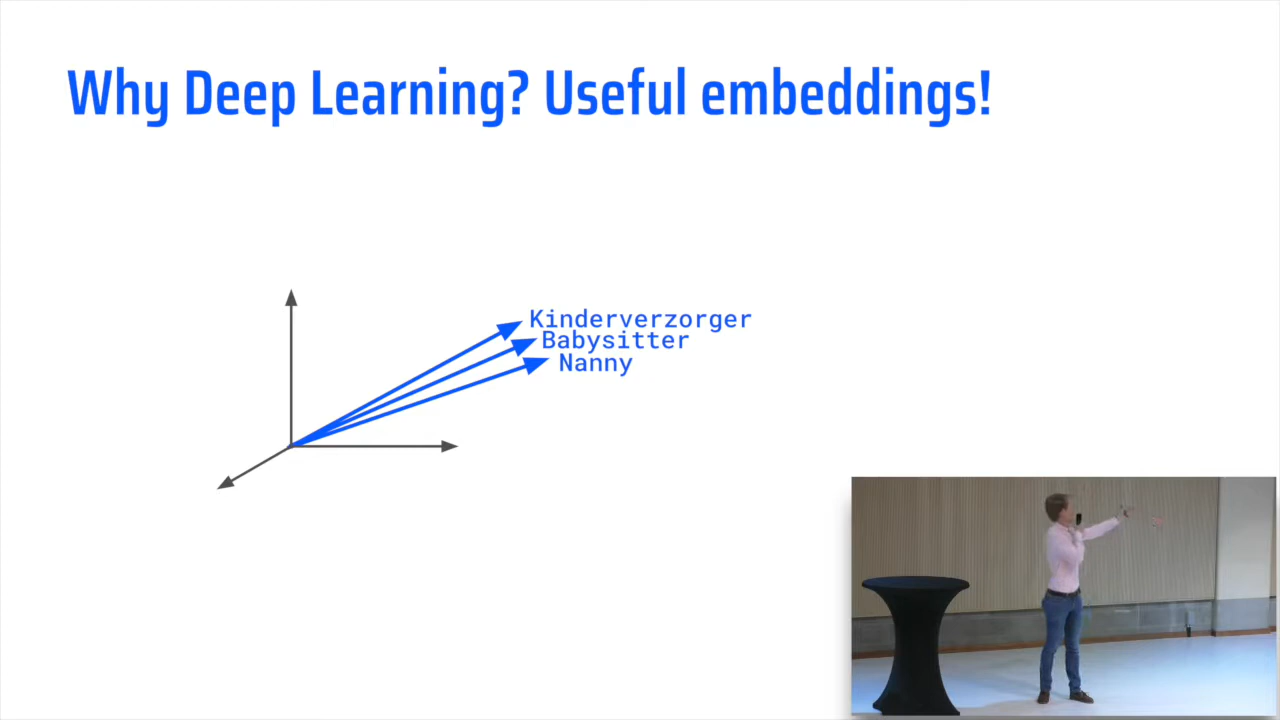 Why Deep Learning? Useful embeddings!
Kinderverzorger
Babysitter
Nanny